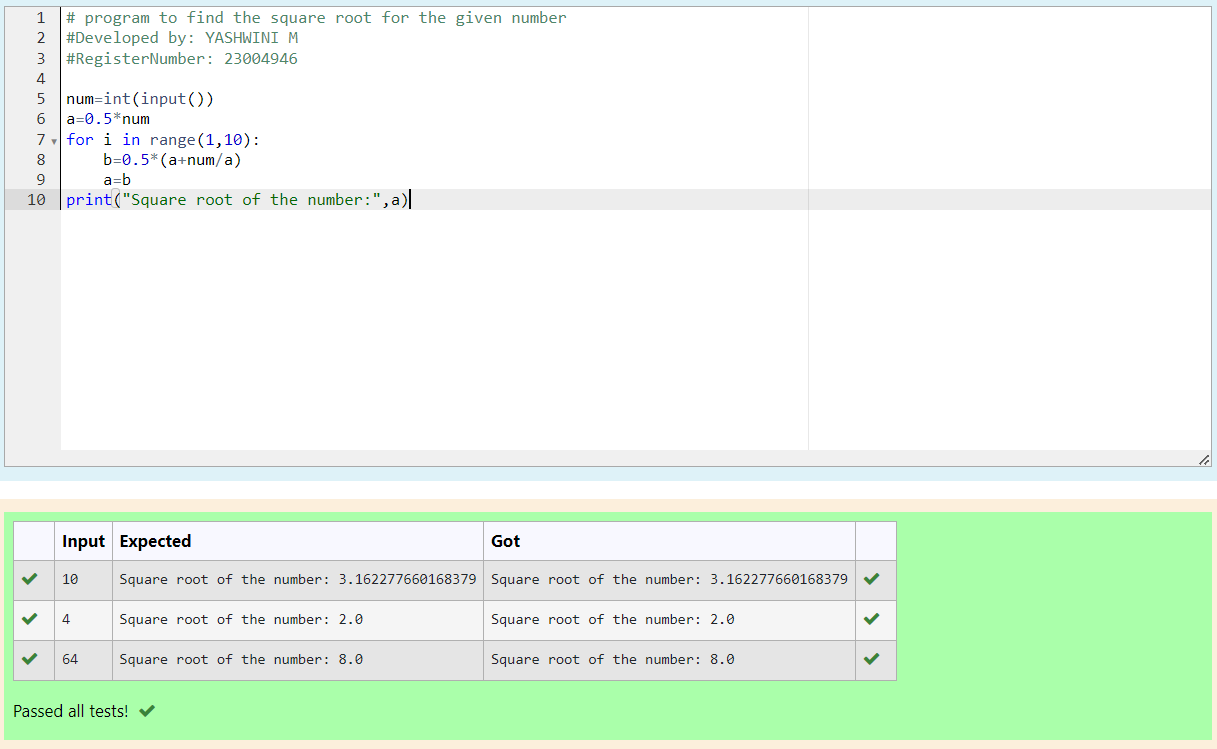 1 # program to find the square root for the given number
2 #Developed by: YASHWINI M
3 #RegisterNumber: 23004946
4
5 num=int(input())
6 a=0.5*num
7 for i in range(1,10):
8     b=0.5*(a+num/a)
9     a=b
10 print("Square root of the number:",a)
Input Expected Got
10 Square root of the number: 3.162277660168379 Square root of the number: 3.162277660168379
4 Square root of the number: 2.0 Square root of the number: 2.0
64 Square root of the number: 8.0 Square root of the number: 8.0
Passed all tests!